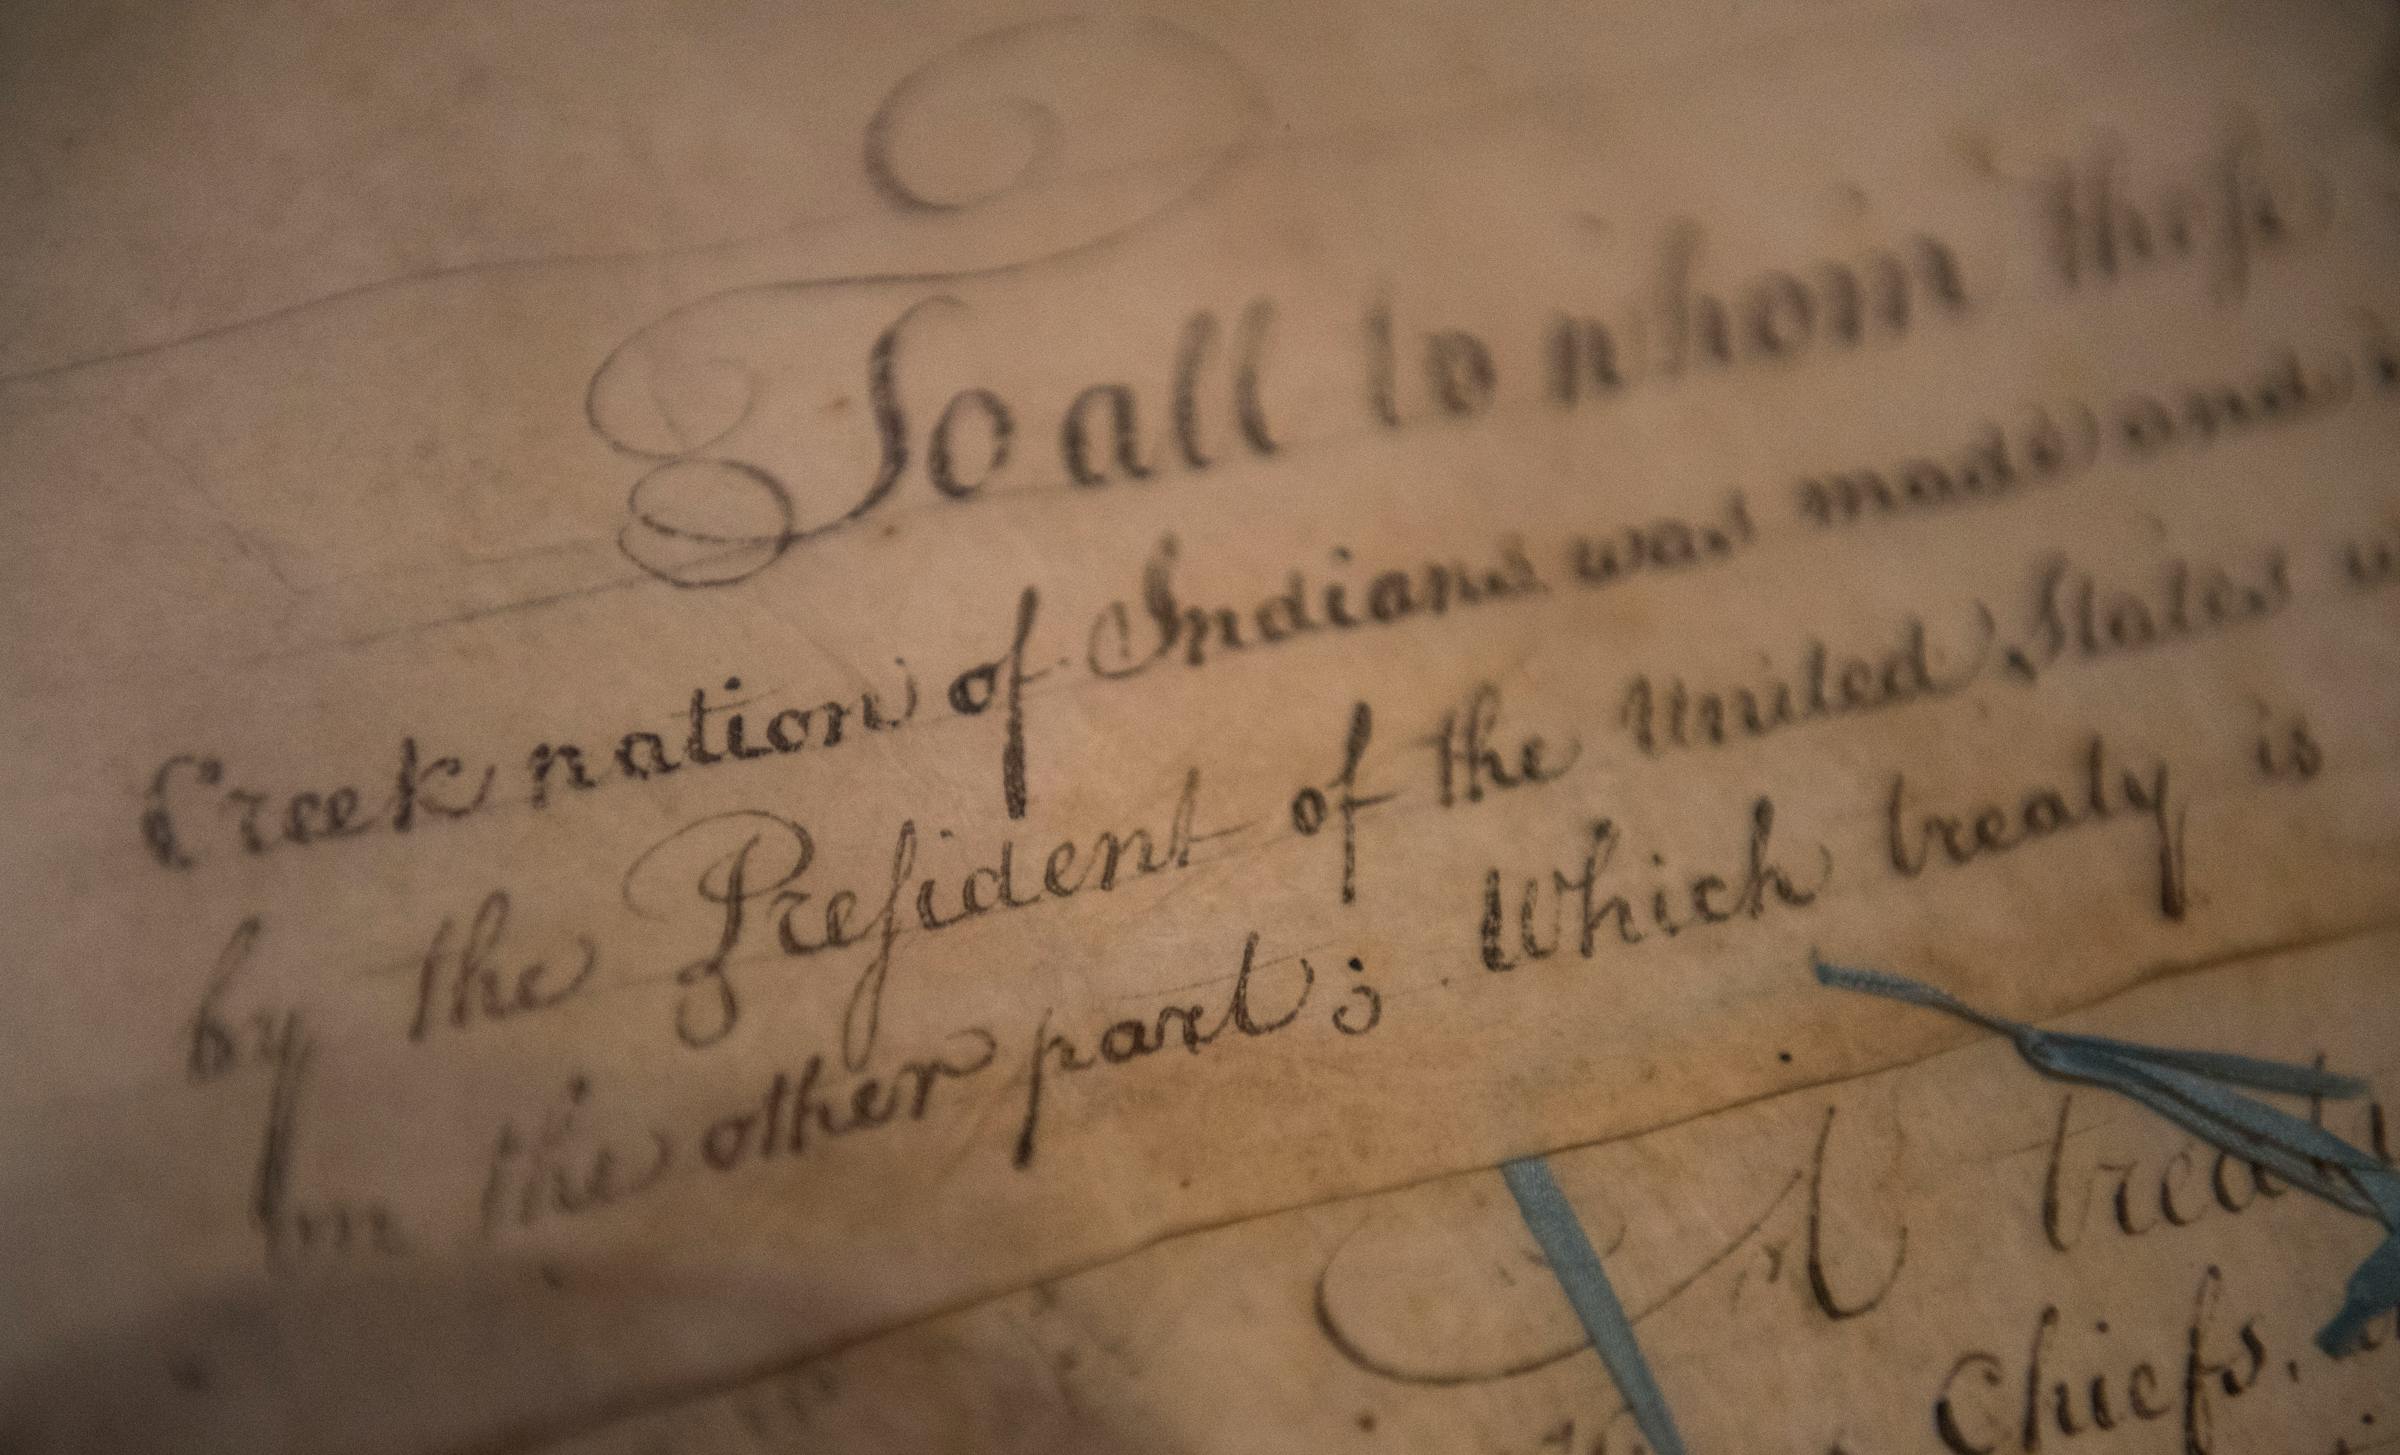 To all to whom these
Creek nation of Indians was made and
by the Preſident of the United States
on the other part; Which treaty is
A treaty
Chiefs,